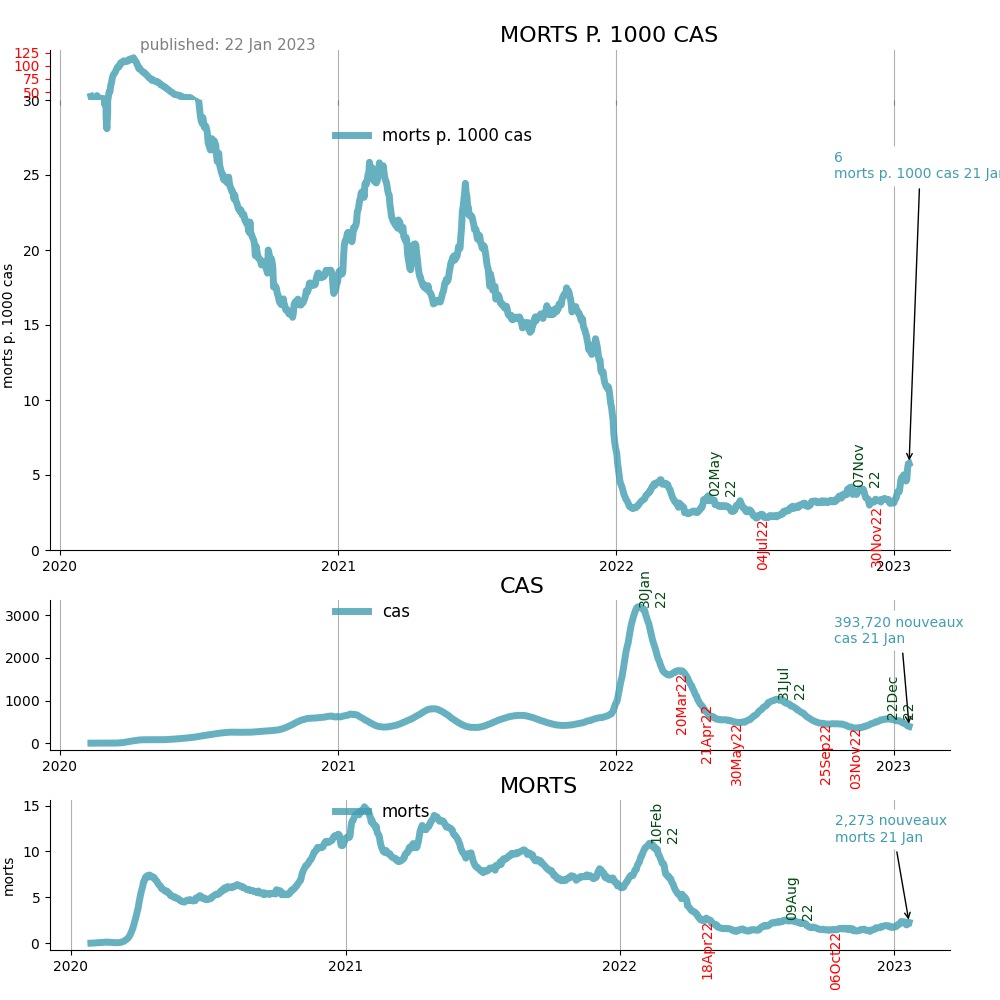 MORTS P. 1000 CAS
published: 22 Jan 2023
125
100
75
50
30
25
20
15
10
5
0
morts p. 1000 cas
morts p. 1000 cas
6
morts p. 1000 cas 21 Jan
02May
22
07Nov
22
04Jul22
30Nov22
2020
2021
2022
2023
CAS
3000
2000
1000
0
cas
30Jan
22
393,720 nouveaux
cas 21 Jan
20Mar22
21Apr22
30May22
31Jul
22
25Sep22
03Nov22
22Dec
22
2020
2021
2022
2023
MORTS
15
10
5
0
morts
morts
10Feb
22
2,273 nouveaux
morts 21 Jan
18Apr22
09Aug
22
06Oct22
2020
2021
2022
2023